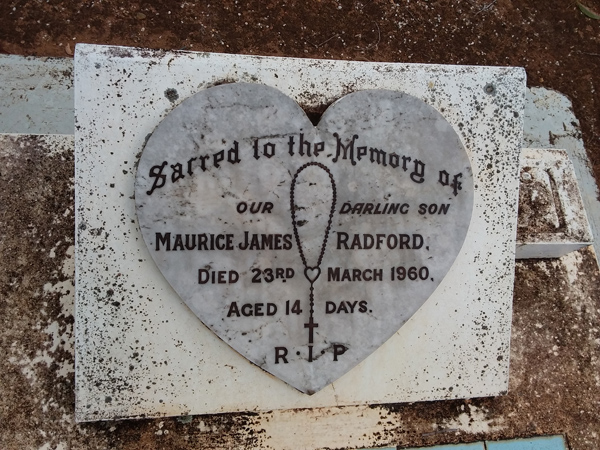 Sacred to the Memory of
OUR DARLING SON
MAURICE JAMES RADFORD.
DIED 23RD MARCH 1960.
AGED 14 DAYS.
R·I·P